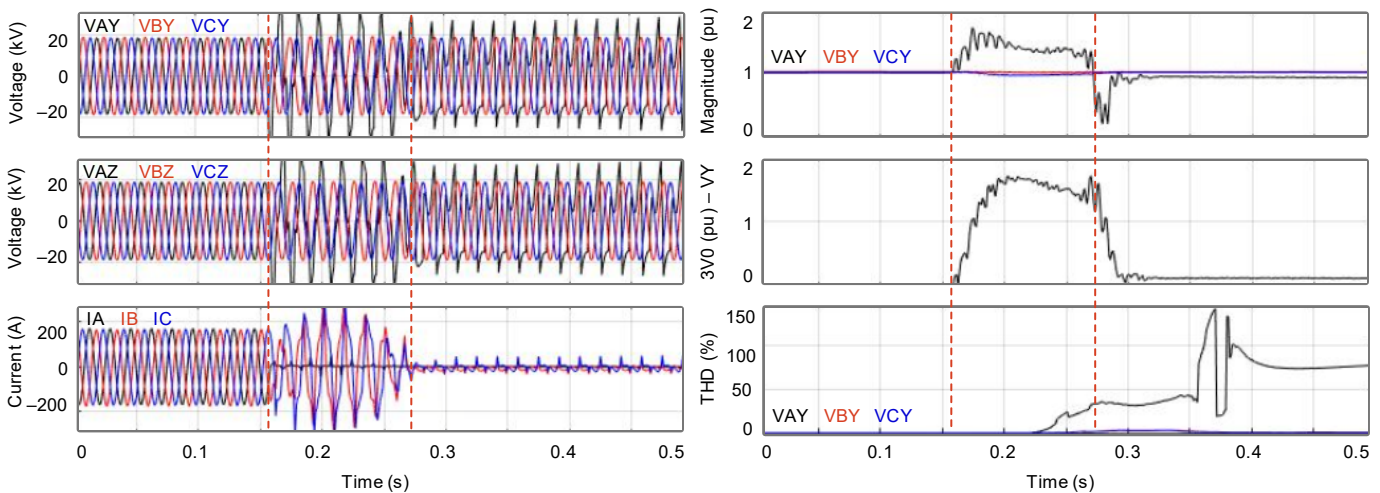 Voltage (kV)
20
0
–20
VAY VBY VCY
Voltage (kV)
20
0
–20
VAZ VBZ VCZ
Current (A)
200
0
–200
IA IB IC
0 0.1 0.2 0.3 0.4 0.5
Time (s)
Magnitude (pu)
2
1
0
VAY VBY VCY
3V0 (pu) – VY
2
1
0
THD (%)
150
100
50
0
VAY VBY VCY
0 0.1 0.2 0.3 0.4 0.5
Time (s)